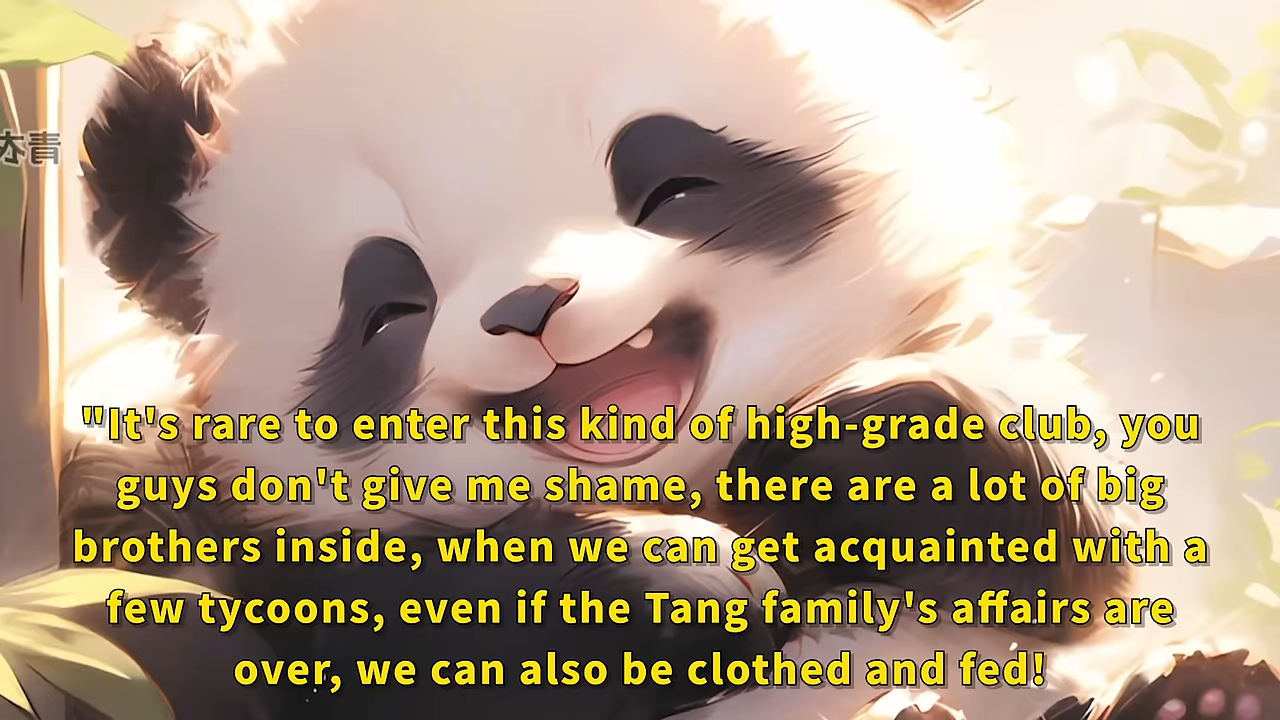 "It's rare to enter this kind of high-grade club, you
guys don't give me shame, there are a lot of big
brothers inside, when we can get acquainted with a
few tycoons, even if the Tang family's affairs are
over, we can also be clothed and fed!